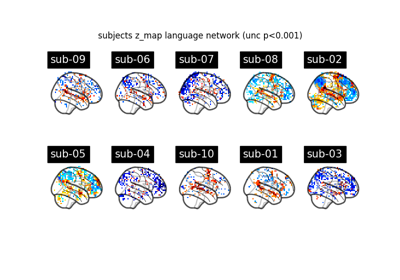 subjects z_map language network (unc p<0.001)
sub-09 sub-06 sub-07 sub-08 sub-02
sub-05 sub-04 sub-10 sub-01 sub-03